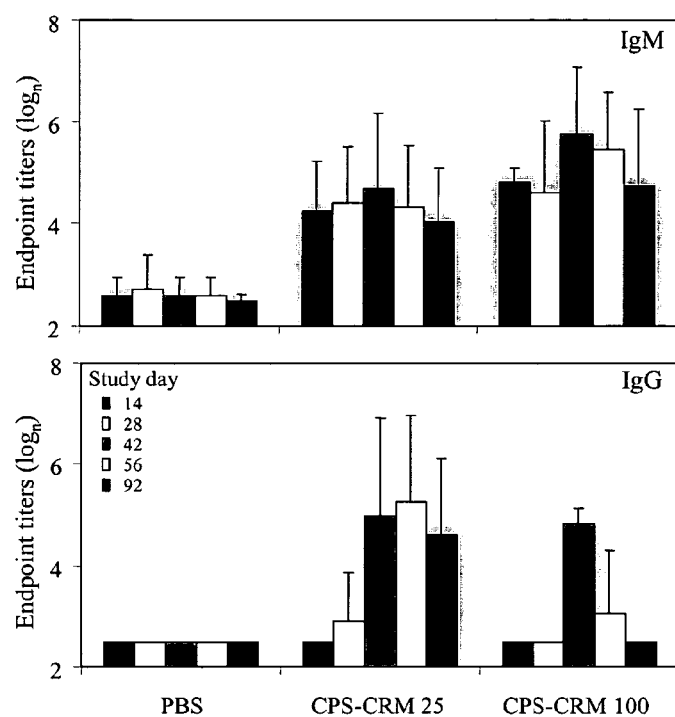 8
IgM
6
4
2
Endpoint titers (logn)
8
IgG
Study day
14
28
42
56
92
6
4
2
Endpoint titers (logn)
PBS CPS-CRM 25 CPS-CRM 100